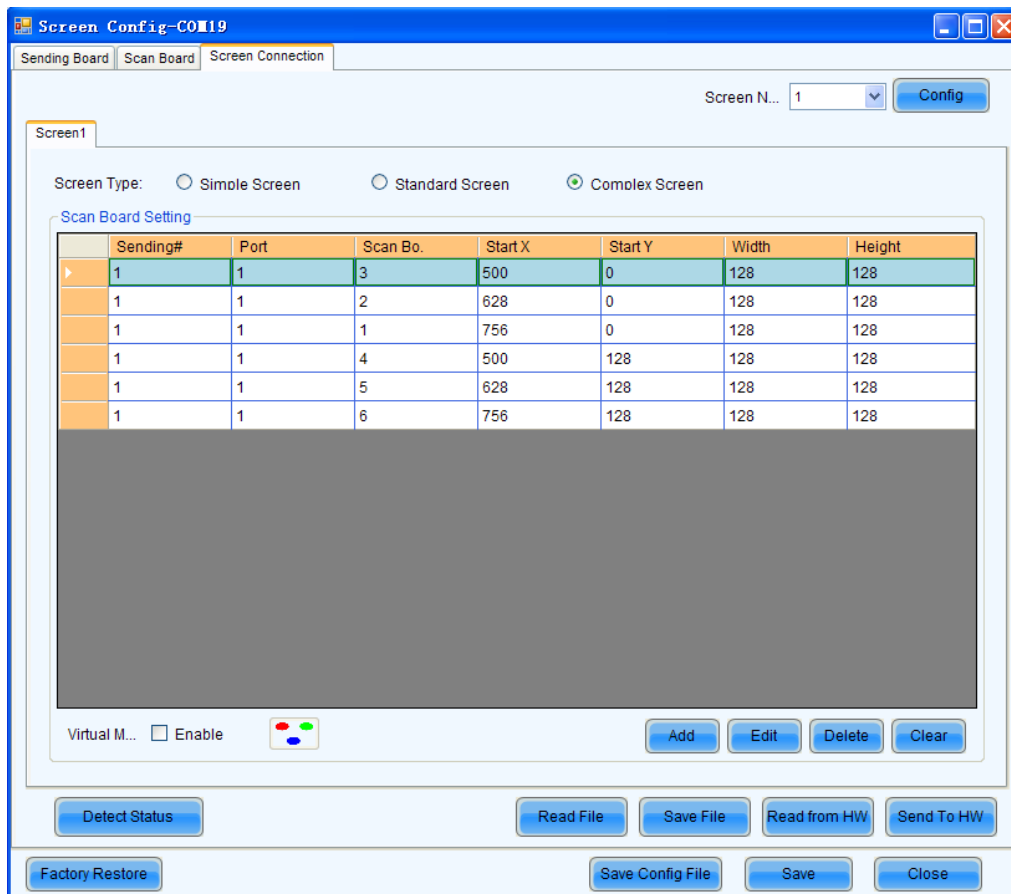 Screen Config-COM19
Sending Board Scan Board Screen Connection
Screen N... 1 Config
Screen1
Screen Type: Simple Screen Standard Screen Complex Screen
Scan Board Setting
Sending# Port Scan Bo. Start X Start Y Width Height
1 1 3 500 0 128 128
1 1 2 628 0 128 128
1 1 1 756 0 128 128
1 1 4 500 128 128 128
1 1 5 628 128 128 128
1 1 6 756 128 128 128
Virtual M... Enable Add Edit Delete Clear
Detect Status Read File Save File Read from HW Send To HW
Factory Restore Save Config File Save Close